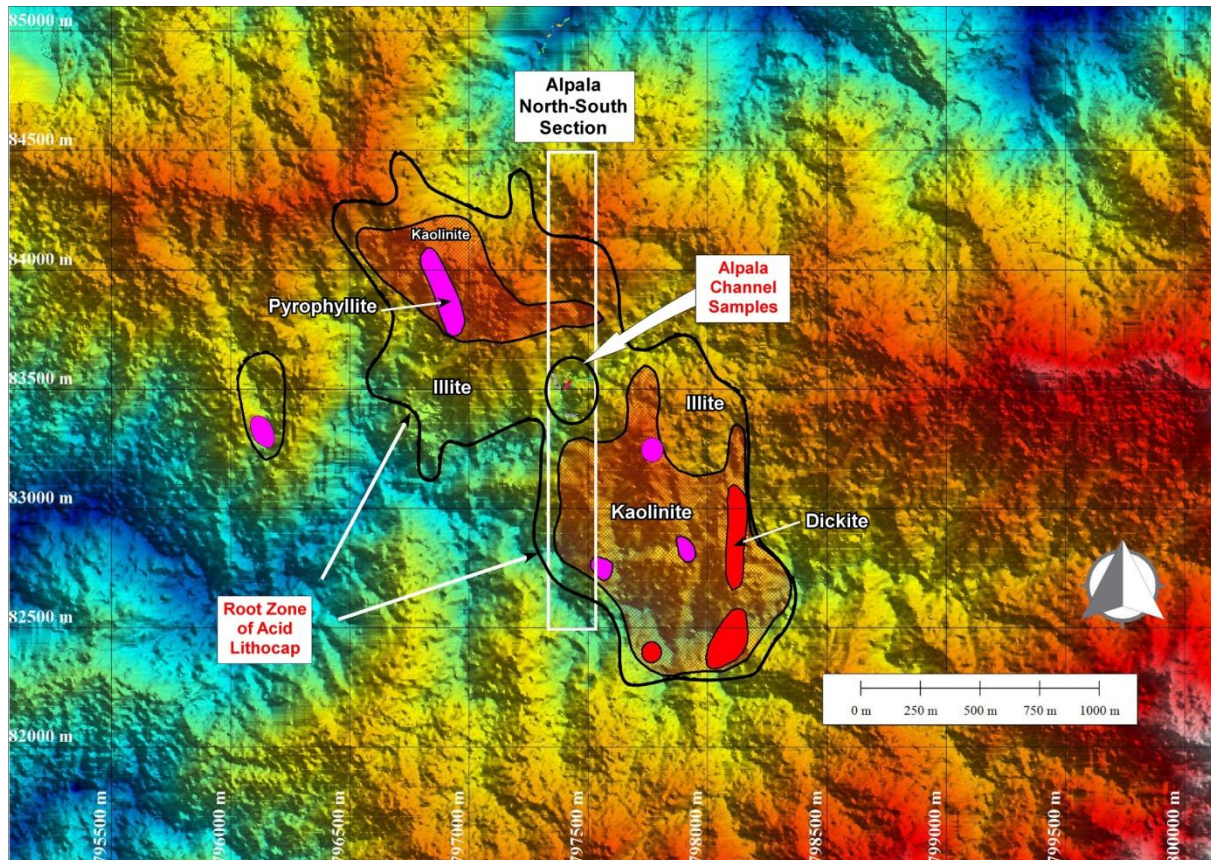 85000 m
84500 m
84000 m
83500 m
83000 m
82500 m
82000 m
Alpala
North-South
Section
Kaolinite
Pyrophyllite
Alpala
Channel
Samples
Illite
Illite
Kaolinite
Dickite
Root Zone
of Acid
Lithocap
0 m 250 m 500 m 750 m 1000 m
795500 m
796000 m
796500 m
797000 m
797500 m
798000 m
798500 m
799000 m
799500 m